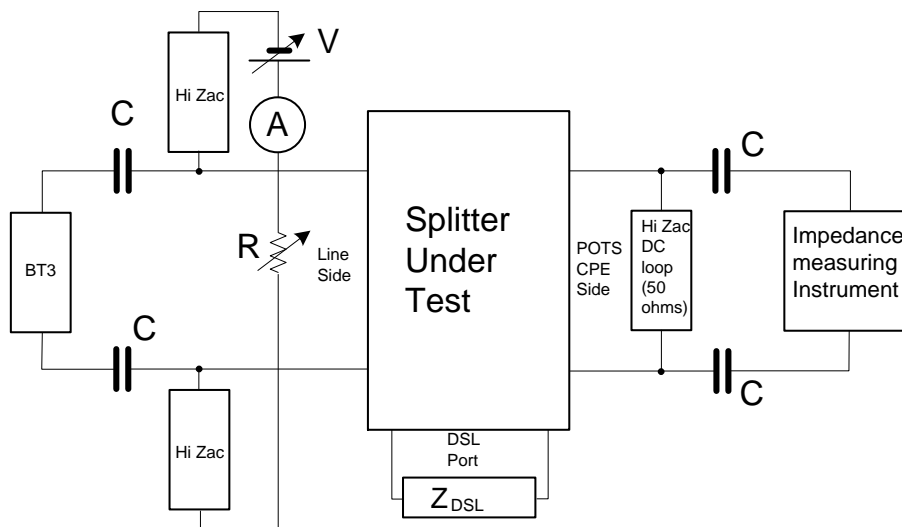 V
Hi Zac
C
A
C
Splitter
Under
Test
R
Line
Side
POTS
CPE
Side
Hi Zac
DC
loop
(50
ohms)
Impedance
measuring
Instrument
BT3
C
C
Hi Zac
DSL
Port
ZDSL